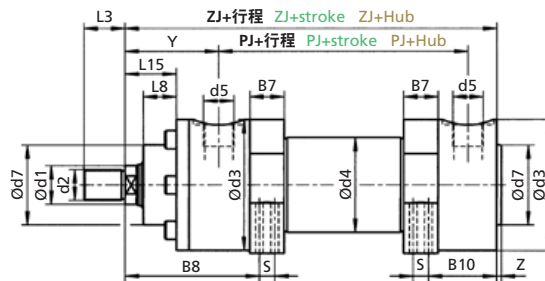 L3 ZJ+行程 ZJ+stroke ZJ+Hub
Y PJ+行程 PJ+stroke PJ+Hub
L15
L8 d5 B7 B7 d5
Ød7 Ød1 d2 Ød3 Ød4 Ød7 Ød3
B8 S S B10 Z